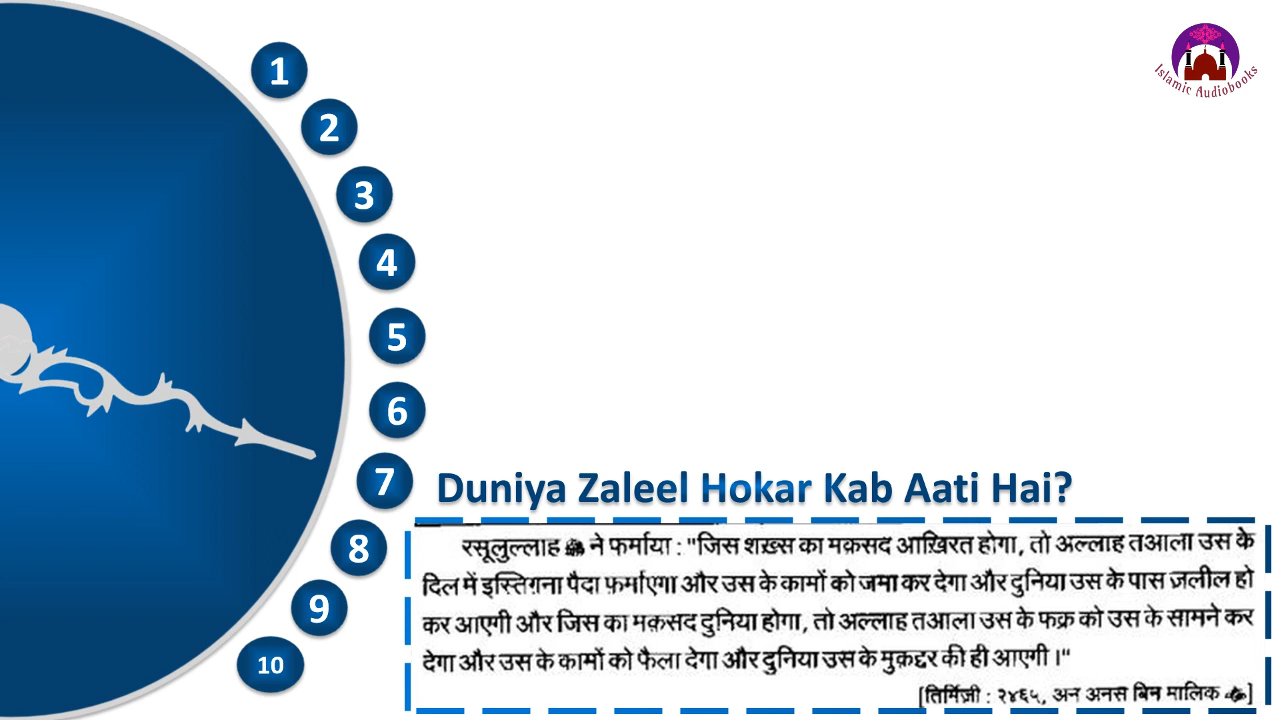 Islamic Audiobooks
1
2
3
4
5
6
7
Duniya Zaleel Hokar Kab Aati Hai?
रसूलुल्लाह ﷺ ने फर्माया : "जिस शख़्स का मक़सद आख़िरत होगा, तो अल्लाह तआला उस के
दिल में इस्तिग़ना पैदा फ़र्माएगा और उस के कामों को जमा कर देगा और दुनिया उस के पास ज़लील हो
कर आएगी और जिस का मक़सद दुनिया होगा, तो अल्लाह तआला उस के फक्र को उस के सामने कर
देगा और उस के कामों को फैला देगा और दुनिया उस के मुक़द्दर की ही आएगी ।"
[तिर्मिज़ी : २४६५, अन अनस बिन मालिक]
8
9
10